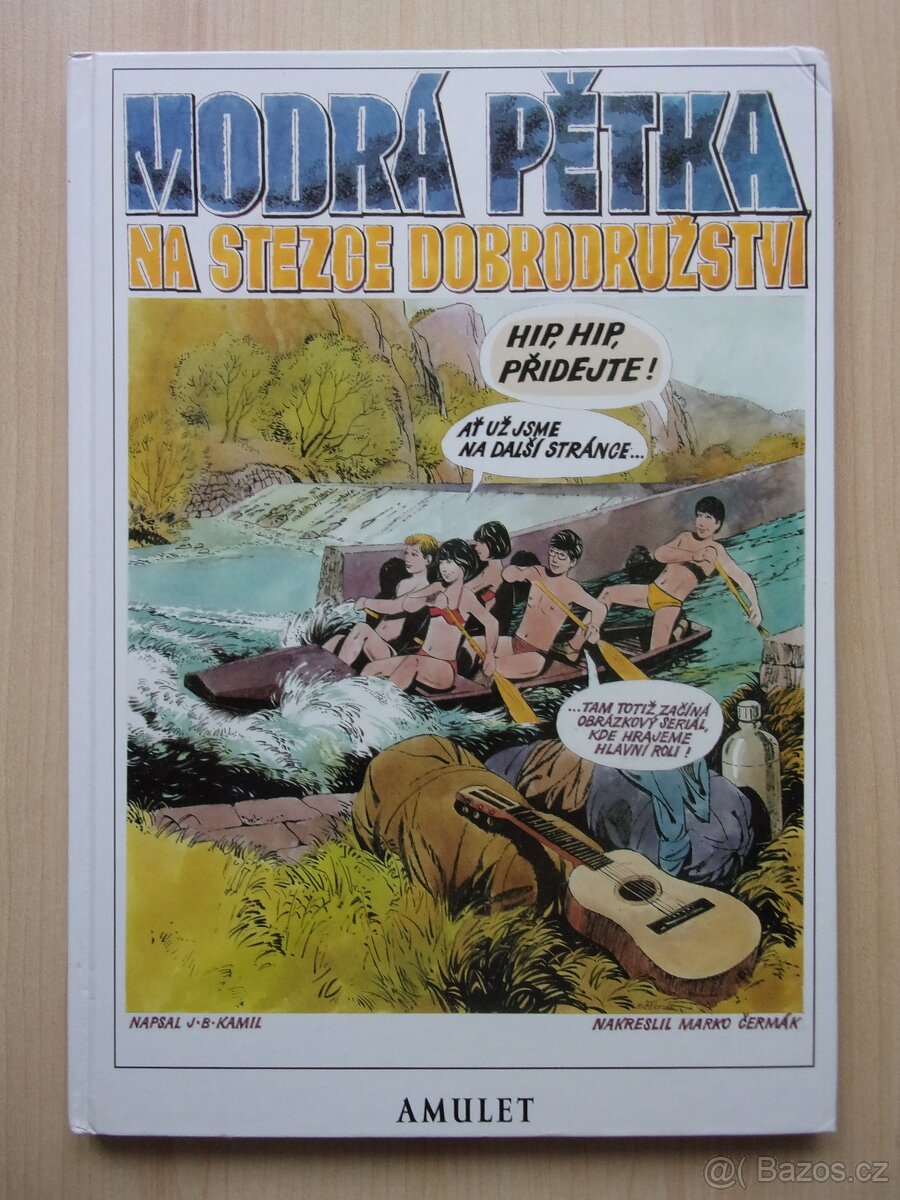 MODRÁ PĚTKA
NA STEZCE DOBRODRUŽSTVÍ
HIP, HIP,
PŘIDEJTE!
AŤ UŽ JSME
NA DALŠÍ STRÁNCE...
...TAM TOTIŽ ZAČÍNÁ
OBRÁZKOVÝ SERIÁL,
KDE HRAJEME
HLAVNÍ ROLI!
NAPSAL J·B·KAMIL
NAKRESLIL MARKO ČERMÁK
AMULET
@( Bazos.cz